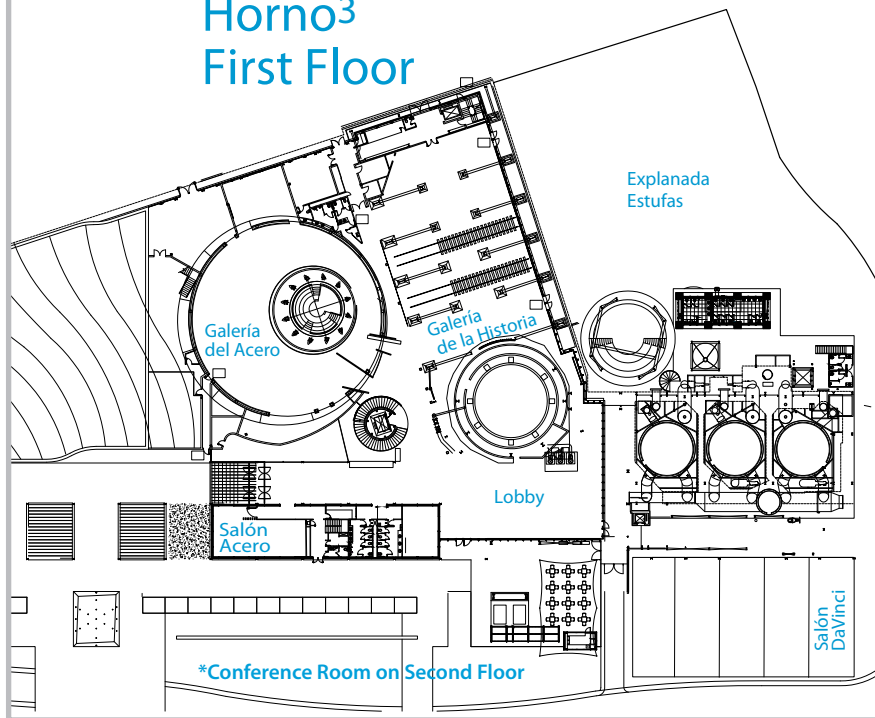 Horno³
First Floor
Explanada
Estufas
Galería
del Acero
Galería
de la Historia
Lobby
Salón
Acero
Salón
DaVinci
*Conference Room on Second Floor